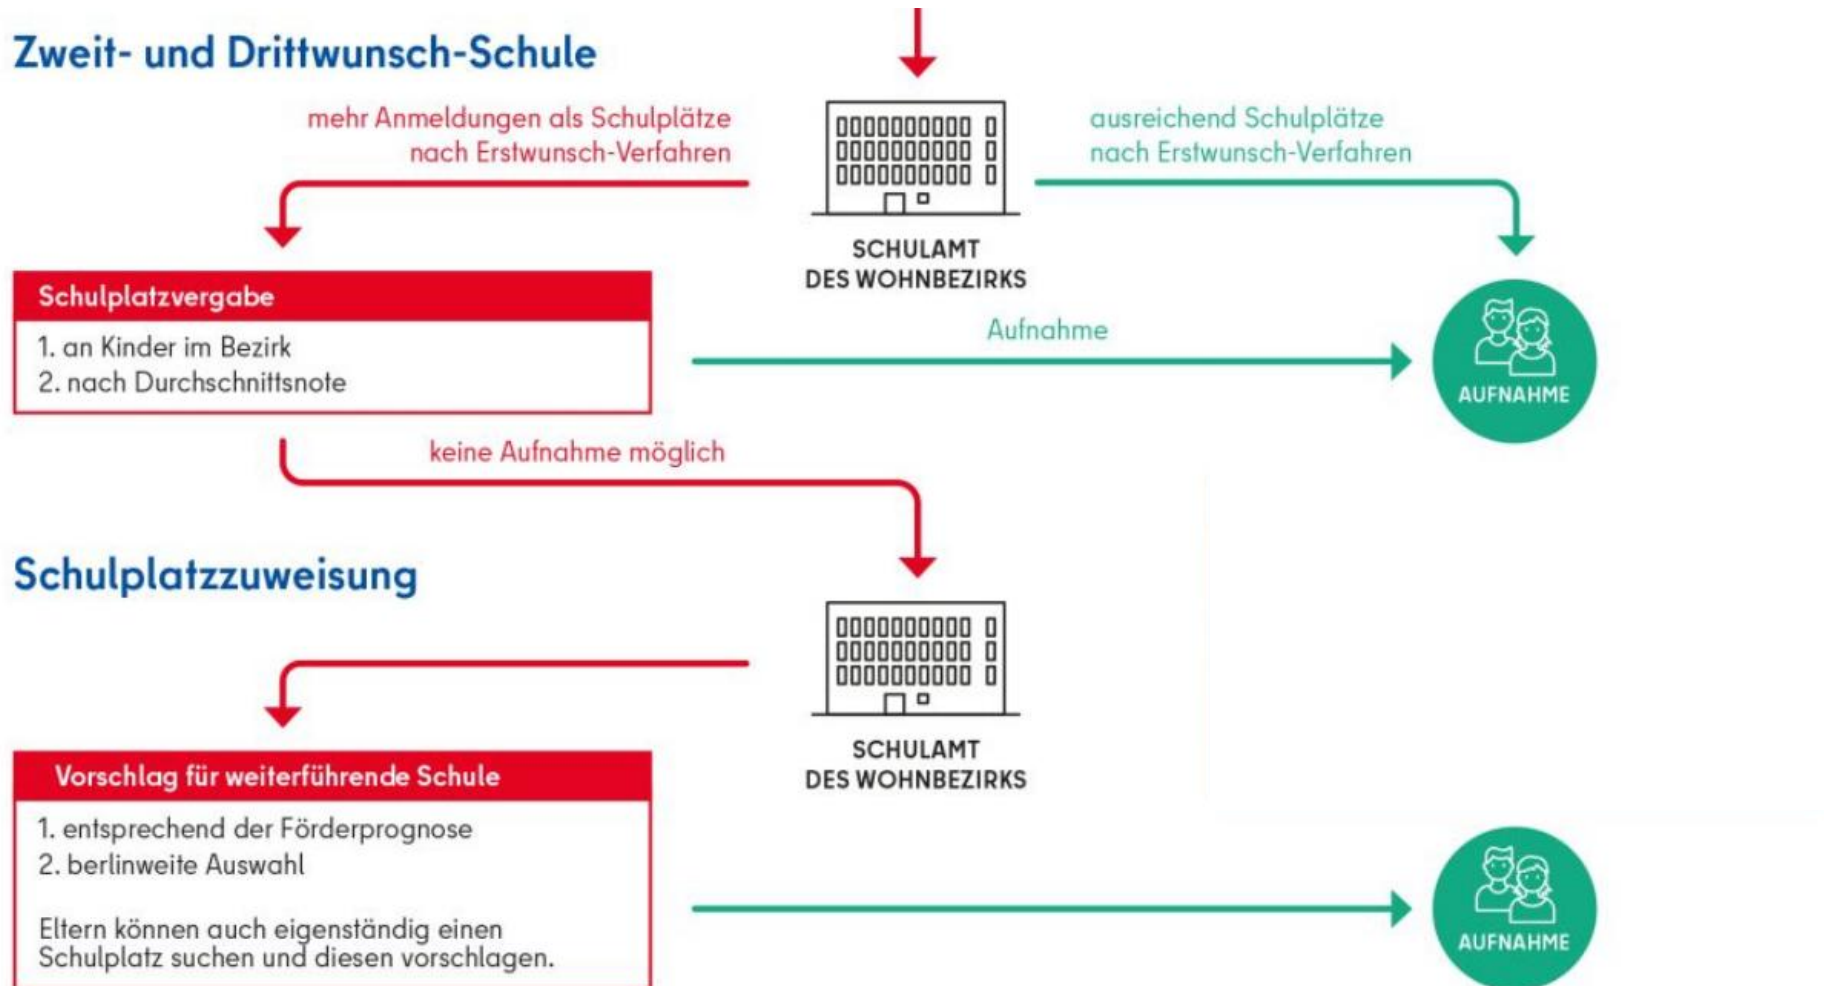 Zweit- und Drittwunsch-Schule
mehr Anmeldungen als Schulplätze
nach Erstwunsch-Verfahren
ausreichend Schulplätze
nach Erstwunsch-Verfahren
SCHULAMT
DES WOHNBEZIRKS
Schulplatzvergabe
1. an Kinder im Bezirk
2. nach Durchschnittsnote
Aufnahme
AUFNAHME
keine Aufnahme möglich
Schulplatzzuweisung
SCHULAMT
DES WOHNBEZIRKS
Vorschlag für weiterführende Schule
1. entsprechend der Förderprognose
2. berlinweite Auswahl
Eltern können auch eigenständig einen
Schulplatz suchen und diesen vorschlagen.
AUFNAHME